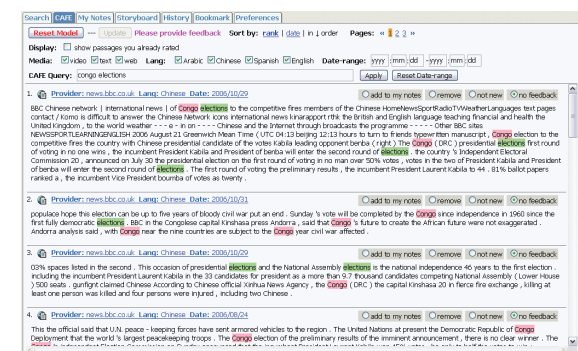 Search CAFE My Notes Storyboard History Bookmark Preferences
Reset Model --- Update Please provide feedback Sort by: rank | date | in ↓ order Pages: « 1 2 3 »
Display: show passages you already rated
Media: video text web Lang: Arabic Chinese Spanish English Date-range: yyyy :mm :dd - yyyy :mm :dd
CAFE Query: congo elections Apply Reset Date-range
1. Provider: news.bbc.co.uk Lang: Chinese Date: 2006/10/29 add to my notes remove not new no feedback
BBC Chinese network | international news | of Congo elections to the competitive fires members of the Chinese HomeNewsSportRadioTVWeatherLanguages text pages
contact / Komo is difficult to answer the Chinese Network icons international news kinarapport rthk the British and English language teaching financial and health the
United Kingdom , to the world weather - - - e - in on - - - - Chinese and the Internet through broadcasts the programme - - - - - Other BBC sites
NEWSSPORTLEARNINGENGLISH 2006 August 21 Greenwich Mean Time ( UTC 04:13 beijing 12:13 hours to turn to friends typewritten manuscript , Congo election to the
competitive fires the country with Chinese presidential candidate of the votes Kabila leading opponent benba ( right ) The Congo ( DRC ) presidential elections first round
of voting in no one wins , the incumbent President Kabila and President of benba will enter the second round of elections . the country 's Independent Electoral
Commission 20 , announced on July 30 the presidential election on the first round of voting in no man over 50% votes , votes in the two of President Kabila and President
of benba will enter the second round of elections . The first round of voting the preliminary results , the incumbent President Laurent Kabila to 44 . 81% ballot papers
ranked a , the incumbent Vice President boumba of votes as twenty .
2. Provider: news.bbc.co.uk Lang: Chinese Date: 2006/10/31 add to my notes remove not new no feedback
populace hope this election can be up to five years of bloody civil war put an end . Sunday 's vote will be completed by the Congo since independence in 1960 since the
first fully democratic elections . BBC in the Congolese capital Kinshasa press Andorra , said that Congo 's future to create the African future were not exaggerated .
Andorra analysis said , with Congo near the nine countries are subject to the Congo year civil war affected .
3. Provider: news.bbc.co.uk Lang: Chinese Date: 2006/10/29 add to my notes remove not new no feedback
03% spaces listed in the second . This occasion of presidential elections and the National Assembly elections is the national independence 46 years to the first election .
including the incumbent President Laurent Kabila in the 33 candidates for president as a more than 9.7 thousand candidates competing National Assembly ( Lower House
) 500 seats . gunfight claimed Chinese According to Chinese official Xinhua News Agency , the Congo ( DRC ) the capital Kinshasa 20 in fierce fire exchange , killing at
least one person was killed and four persons were injured , including two Chinese .
4. Provider: news.bbc.co.uk Lang: Chinese Date: 2006/08/24 add to my notes remove not new no feedback
This the official said that U.N. peace - keeping forces have sent armored vehicles to the region . The United Nations at present the Democratic Republic of Congo
Deployment that the world 's largest peacekeeping troops . The Congo election of the preliminary results of the imminent announcement , there is no clear winner . The